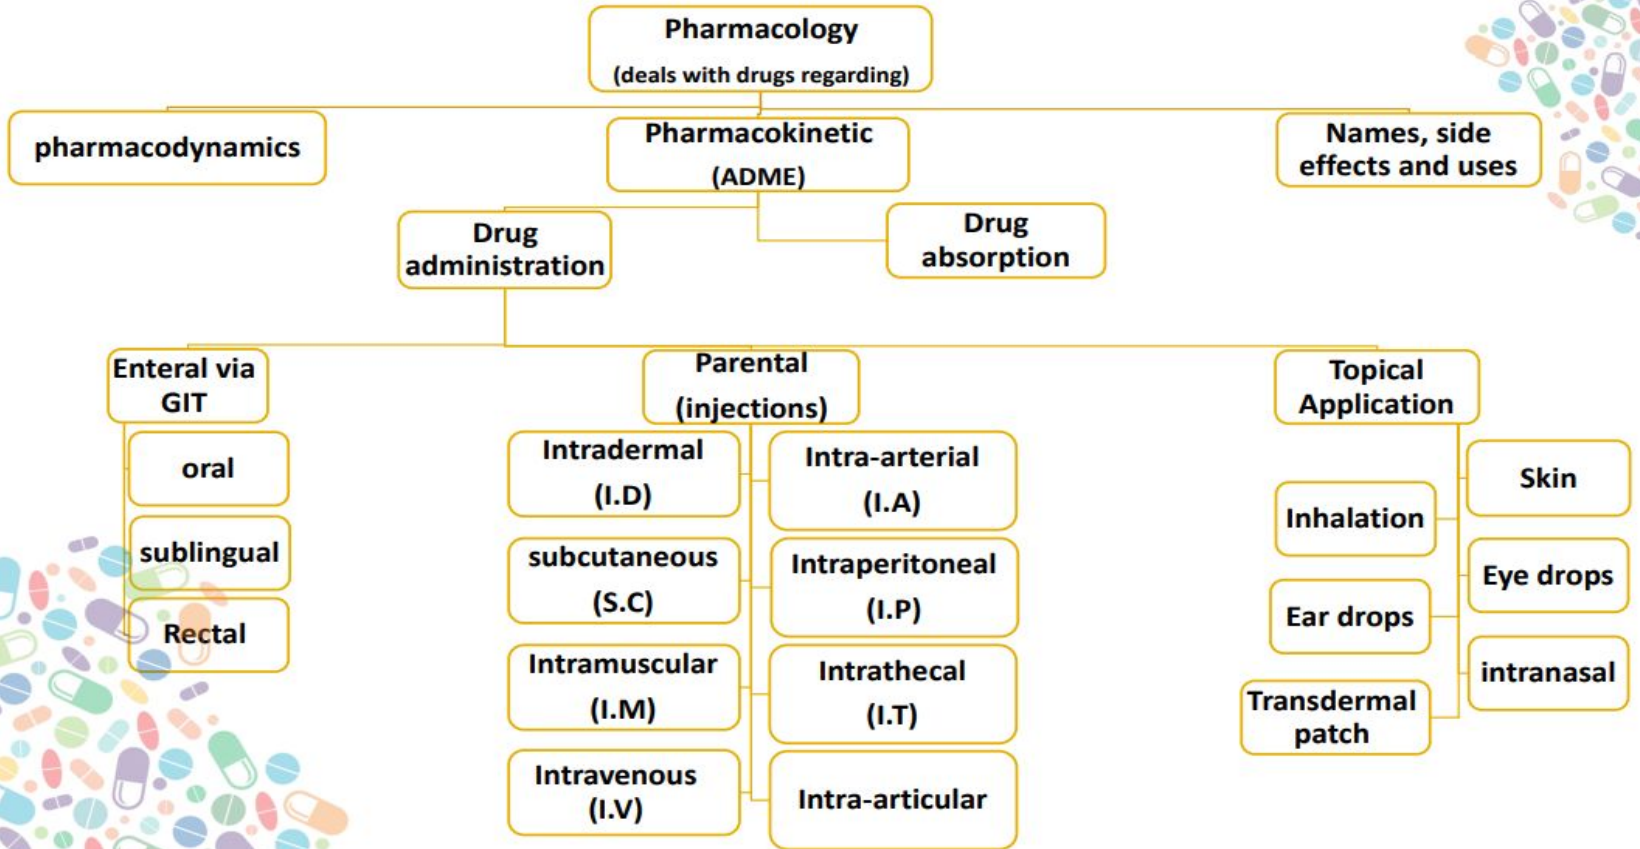 Pharmacology
(deals with drugs regarding)
pharmacodynamics
Pharmacokinetic
(ADME)
Names, side
effects and uses
Drug
administration
Drug
absorption
Enteral via
GIT
oral
sublingual
Rectal
Parental
(injections)
Intradermal
(I.D)
Intra-arterial
(I.A)
subcutaneous
(S.C)
Intraperitoneal
(I.P)
Intramuscular
(I.M)
Intrathecal
(I.T)
Intravenous
(I.V)
Intra-articular
Topical
Application
Skin
Inhalation
Eye drops
Ear drops
intranasal
Transdermal
patch